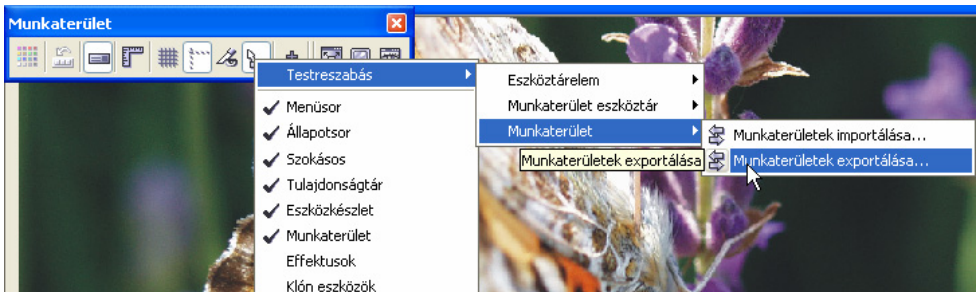 Munkaterület
Testreszabás
Menüsor
Állapotsor
Szokásos
Tulajdonságtár
Eszközkészlet
Munkaterület
Effektusok
Klón eszközök
Eszköztárelem
Munkaterület eszköztár
Munkaterület
Munkaterületek exportálása
Munkaterületek importálása...
Munkaterületek exportálása...